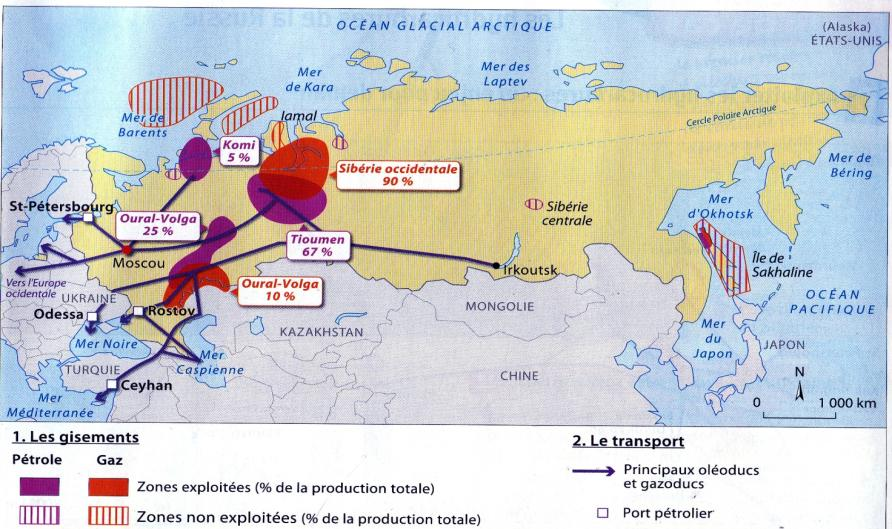 OCÉAN GLACIAL ARCTIQUE
(Alaska)
ÉTATS-UNIS
Mer des
Laptev
Mer
de Kara
Iamal
Mer de
Barents
Cercle Polaire Arctique
Mer de
Béring
Komi
5 %
Sibérie occidentale
90 %
Sibérie
centrale
Mer
d'Okhotsk
St-Pétersbourg
Oural-Volga
25 %
Tioumen
67 %
Moscou
Irkoutsk
Île de
Sakhaline
Vers l'Europe
occidentale
UKRAINE
Oural-Volga
10 %
OCÉAN
PACIFIQUE
Odessa
Rostov
MONGOLIE
KAZAKHSTAN
Mer Noire
Mer
Caspienne
Mer
du
Japon
JAPON
TURQUIE
Ceyhan
CHINE
Mer
Méditerranée
N
0 1 000 km
1. Les gisements
Pétrole Gaz
Zones exploitées (% de la production totale)
Zones non exploitées (% de la production totale)
2. Le transport
Principaux oléoducs
et gazoducs
Port pétrolier